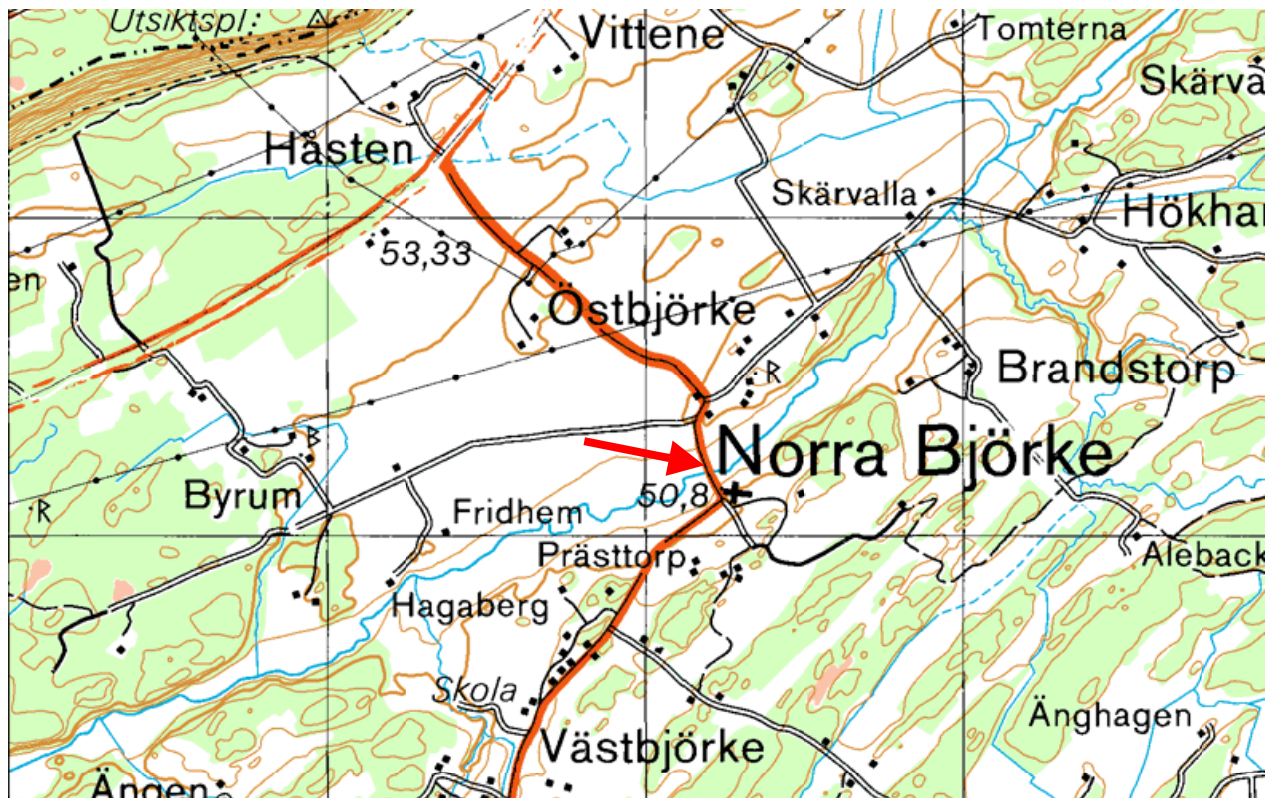 Utsiktspl.
Vittene
Tomterna
Skärva
Håsten
Skärvalla
Hökhar
53,33
en
Östbjörke
R
Brandstorp
Norra Björke
B
Byrum
50,8
R
Fridhem
Prästtorp
Aleback
Hagaberg
Skola
Änghagen
Västbjörke
Ängen